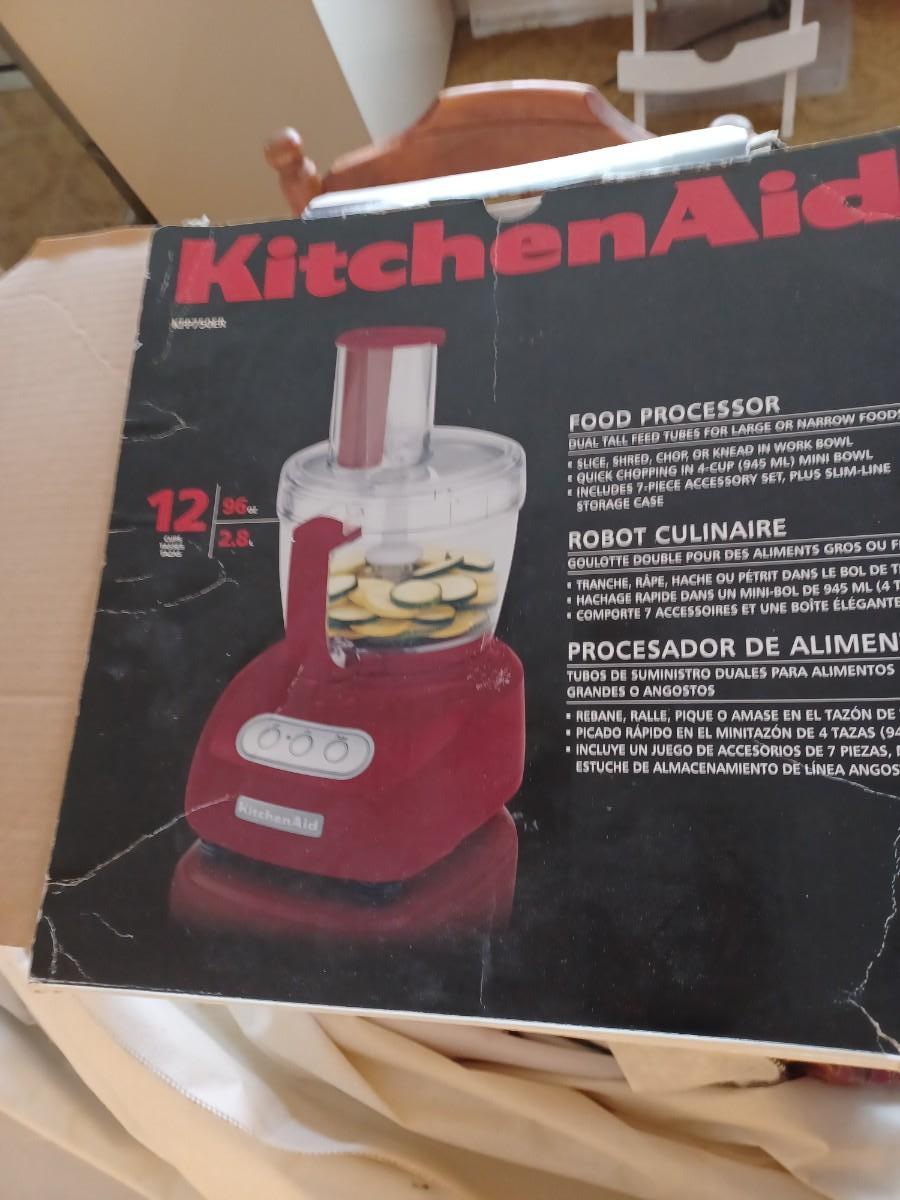 KitchenAid
KFP750ER
12
CUPS
TASSES
TAZAS
96 oz
2.8 L
FOOD PROCESSOR
DUAL TALL FEED TUBES FOR LARGE OR NARROW FOODS
▪ SLICE, SHRED, CHOP, OR KNEAD IN WORK BOWL
▪ QUICK CHOPPING IN 4-CUP (945 ML) MINI BOWL
▪ INCLUDES 7-PIECE ACCESSORY SET, PLUS SLIM-LINE
STORAGE CASE
ROBOT CULINAIRE
GOULOTTE DOUBLE POUR DES ALIMENTS GROS OU F
▪ TRANCHE, RÂPE, HACHE OU PÉTRIT DANS LE BOL DE T
▪ HACHAGE RAPIDE DANS UN MINI-BOL DE 945 ML (4 T
▪ COMPORTE 7 ACCESSOIRES ET UNE BOÎTE ÉLÉGANTE
PROCESADOR DE ALIMEN
TUBOS DE SUMINISTRO DUALES PARA ALIMENTOS
GRANDES O ANGOSTOS
▪ REBANE, RALLE, PIQUE O AMASE EN EL TAZÓN DE
▪ PICADO RÁPIDO EN EL MINITAZÓN DE 4 TAZAS (94
▪ INCLUYE UN JUEGO DE ACCESORIOS DE 7 PIEZAS,
ESTUCHE DE ALMACENAMIENTO DE LÍNEA ANGOS
KitchenAid